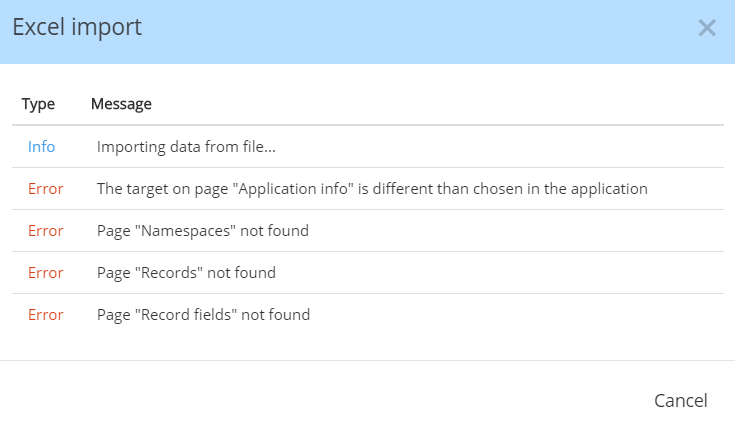 Excel import
Type Message
Info Importing data from file...
Error The target on page "Application info" is different than chosen in the application
Error Page "Namespaces" not found
Error Page "Records" not found
Error Page "Record fields" not found
Cancel